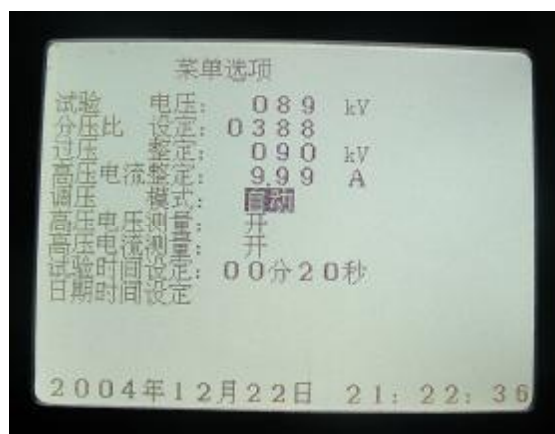 菜单选项
试验 电压: 089 kV
分压比 设定: 0388
过压 整定: 090 kV
高压电流整定: 9.99 A
调压 模式: 自动
高压电压测量: 开
高压电流测量: 开
试验时间设定: 00分20秒
日期时间设定
2004年12月22日 21: 22: 36